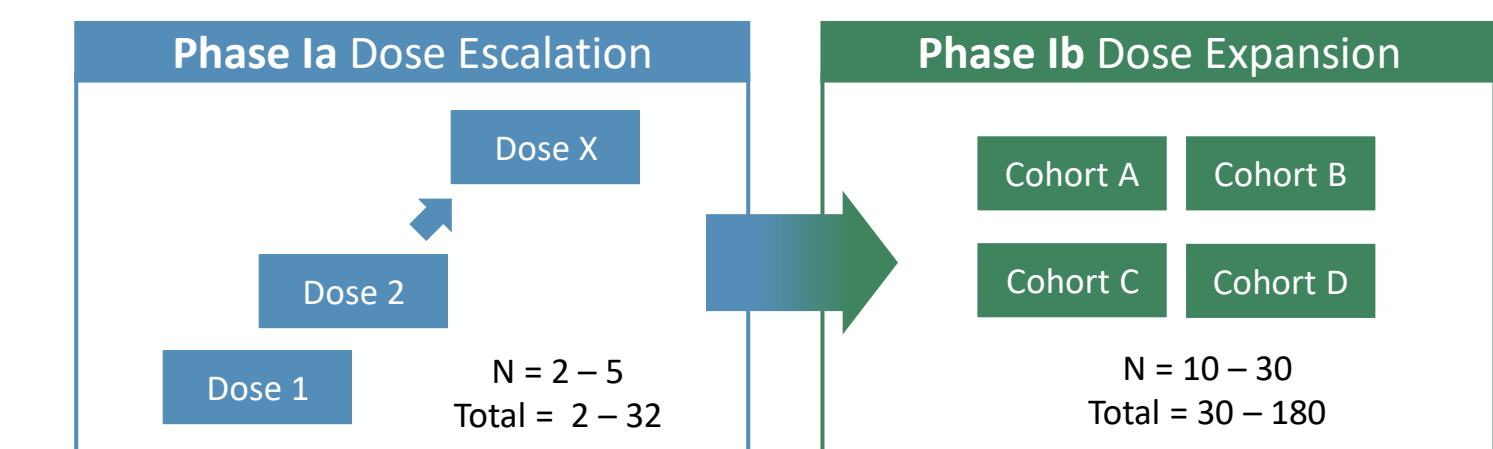 Phase Ia Dose Escalation
Dose X
Dose 2
Dose 1
N = 2 – 5
Total =  2 – 32
Phase Ib Dose Expansion
Cohort A
Cohort B
Cohort C
Cohort D
N = 10 – 30
Total = 30 – 180